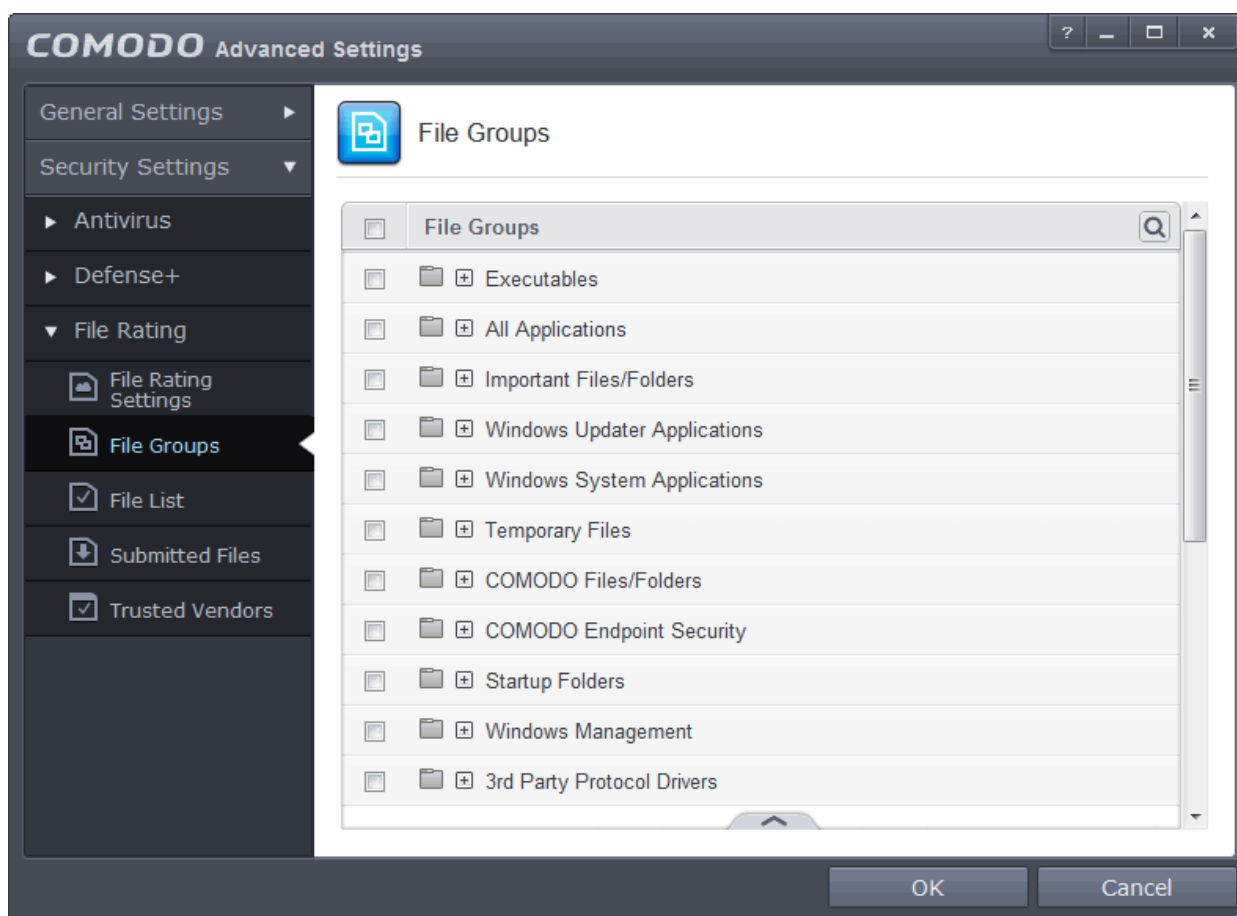 COMODO Advanced Settings
?
General Settings
Security Settings
Antivirus
Defense+
File Rating
File Rating
Settings
File Groups
File List
Submitted Files
Trusted Vendors
File Groups
File Groups
Executables
All Applications
Important Files/Folders
Windows Updater Applications
Windows System Applications
Temporary Files
COMODO Files/Folders
COMODO Endpoint Security
Startup Folders
Windows Management
3rd Party Protocol Drivers
OK
Cancel